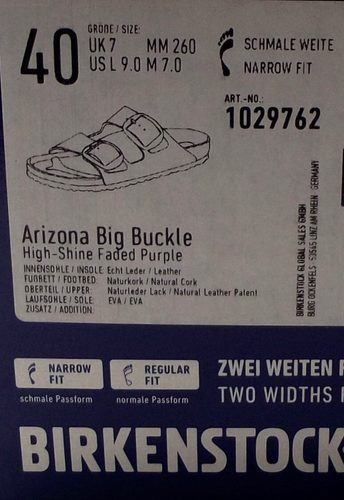 40
GRÖßE / SIZE:
UK 7 MM 260
US L 9.0 M 7.0
SCHMALE WEITE
NARROW FIT
ART.-NO.:
1029762
Arizona Big Buckle
High-Shine Faded Purple
INNENSOHLE / INSOLE: Echt Leder / Leather
FUßBETT / FOOTBED: Naturkork / Natural Cork
OBERTEIL / UPPER: Naturleder Lack / Natural Leather Patent
LAUFSOHLE / SOLE: EVA / EVA
ZUSATZ / ADDITION:
BIRKENSTOCK GLOBAL SALES GMBH
BURG OCKENFELS 53545 LINZ AM RHEIN GERMANY
NARROW FIT
schmale Passform
REGULAR FIT
normale Passform
ZWEI WEITEN
TWO WIDTHS
BIRKENSTOCK